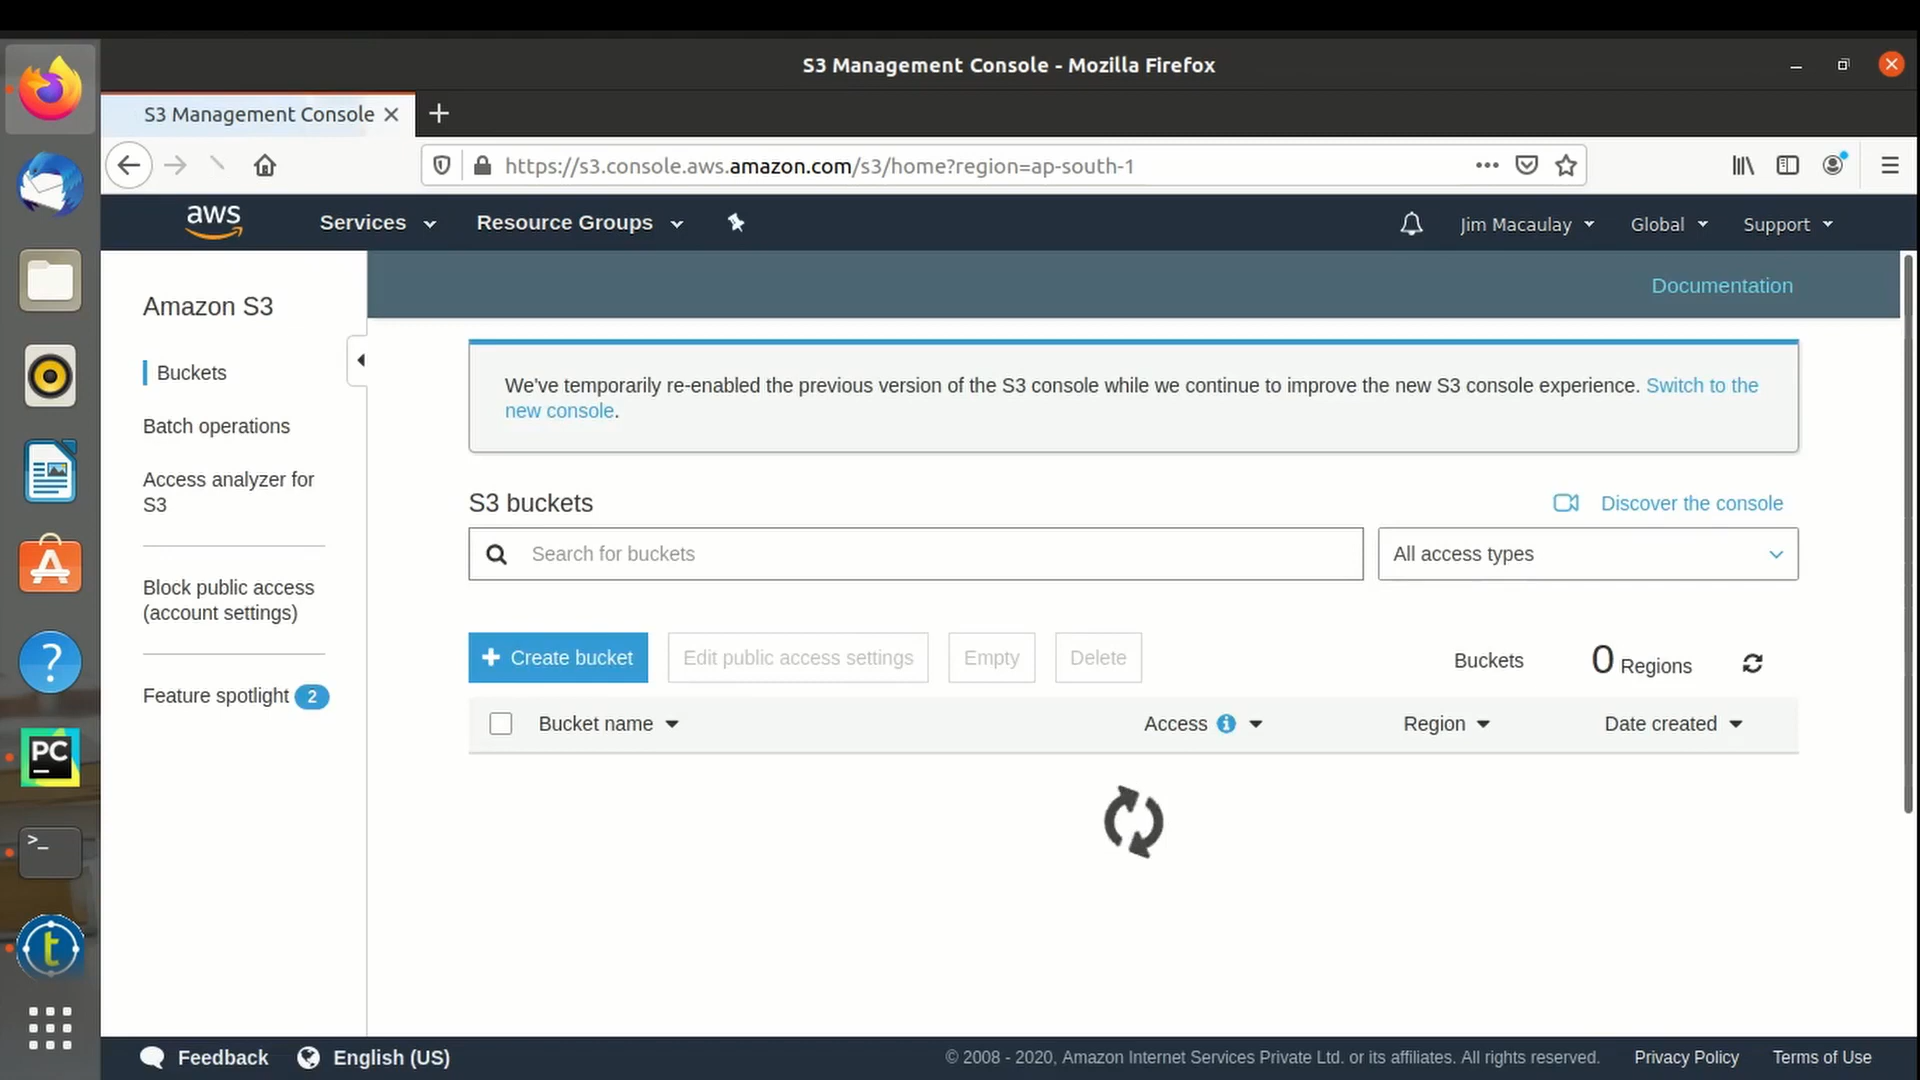 S3 Management Console - Mozilla Firefox
S3 Management Console
https://s3.console.aws.amazon.com/s3/home?region=ap-south-1
aws
Services
Resource Groups
Jim Macaulay
Global
Support
Amazon S3
Buckets
Batch operations
Access analyzer for
S3
Block public access
(account settings)
Feature spotlight 2
Documentation
We've temporarily re-enabled the previous version of the S3 console while we continue to improve the new S3 console experience. Switch to the
new console.
S3 buckets
Discover the console
Search for buckets
All access types
Create bucket
Edit public access settings
Empty
Delete
Buckets
0 Regions
Bucket name
Access
Region
Date created
PC
>_
t
Feedback
English (US)
© 2008 - 2020, Amazon Internet Services Private Ltd. or its affiliates. All rights reserved.
Privacy Policy
Terms of Use